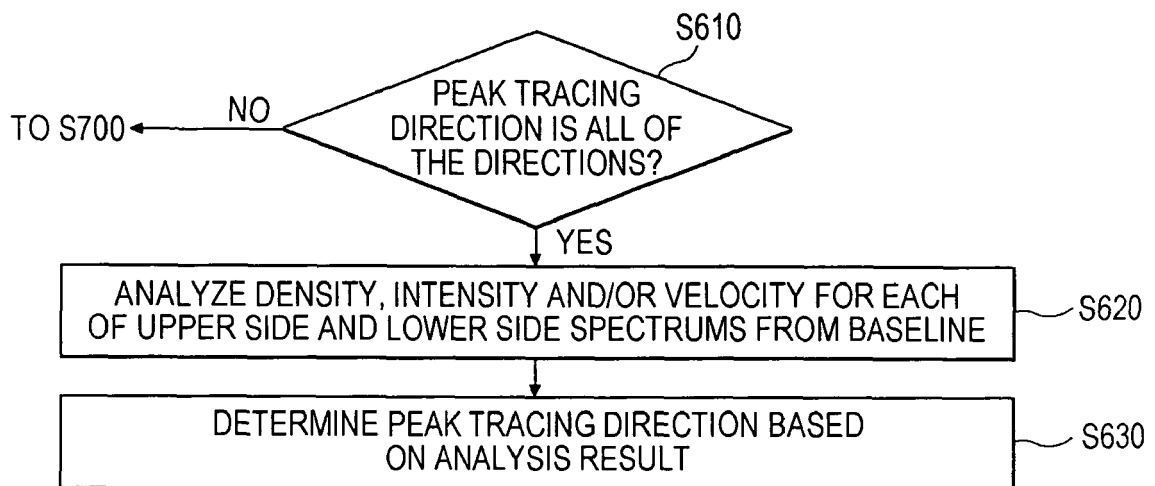 S610
PEAK TRACING
DIRECTION IS ALL OF
THE DIRECTIONS?
NO
TO S700
YES
ANALYZE DENSITY, INTENSITY AND/OR VELOCITY FOR EACH
OF UPPER SIDE AND LOWER SIDE SPECTRUMS FROM BASELINE
S620
DETERMINE PEAK TRACING DIRECTION BASED
ON ANALYSIS RESULT
S630